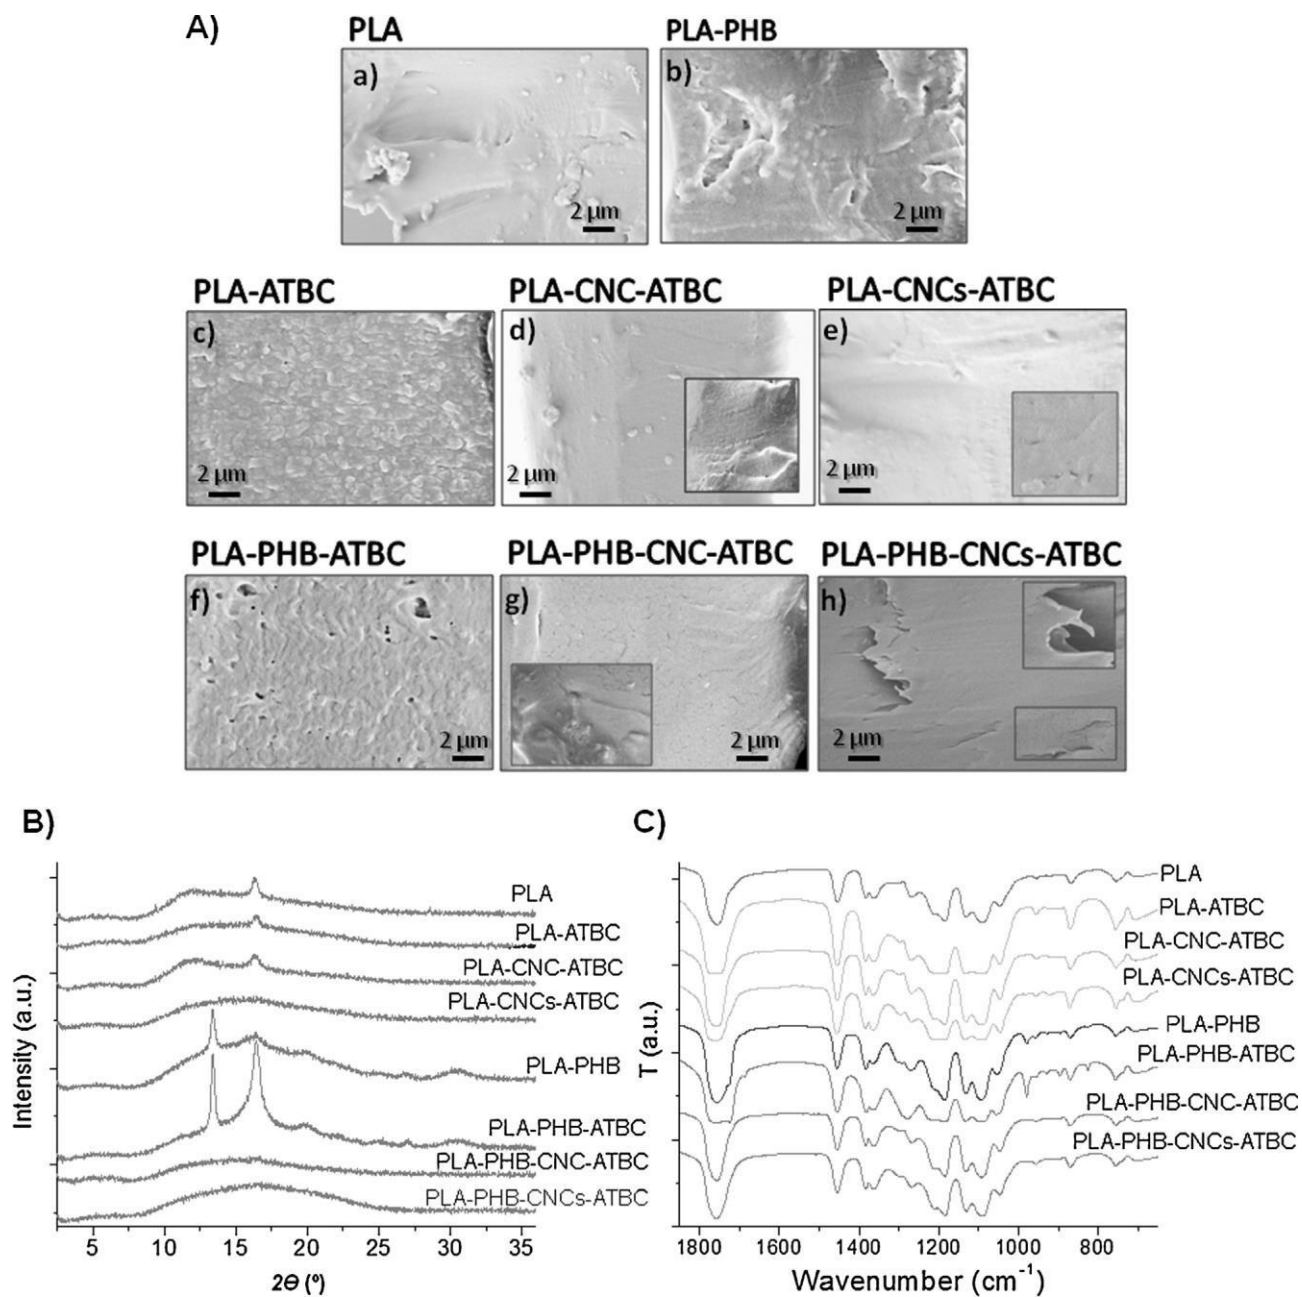 A)
PLA
PLA-PHB
a)
b)
2 µm
2 µm
PLA-ATBC
PLA-CNC-ATBC
PLA-CNCs-ATBC
c)
d)
e)
2 µm
2 µm
2 µm
PLA-PHB-ATBC
PLA-PHB-CNC-ATBC
PLA-PHB-CNCs-ATBC
f)
g)
h)
2 µm
2 µm
2 µm
B)
Intensity (a.u.)
PLA
PLA-ATBC
PLA-CNC-ATBC
PLA-CNCs-ATBC
PLA-PHB
PLA-PHB-ATBC
PLA-PHB-CNC-ATBC
PLA-PHB-CNCs-ATBC
5 10 15 20 25 30 35
2Θ (º)
C)
T (a.u.)
PLA
PLA-ATBC
PLA-CNC-ATBC
PLA-CNCs-ATBC
PLA-PHB
PLA-PHB-ATBC
PLA-PHB-CNC-ATBC
PLA-PHB-CNCs-ATBC
1800 1600 1400 1200 1000 800
Wavenumber (cm⁻¹)